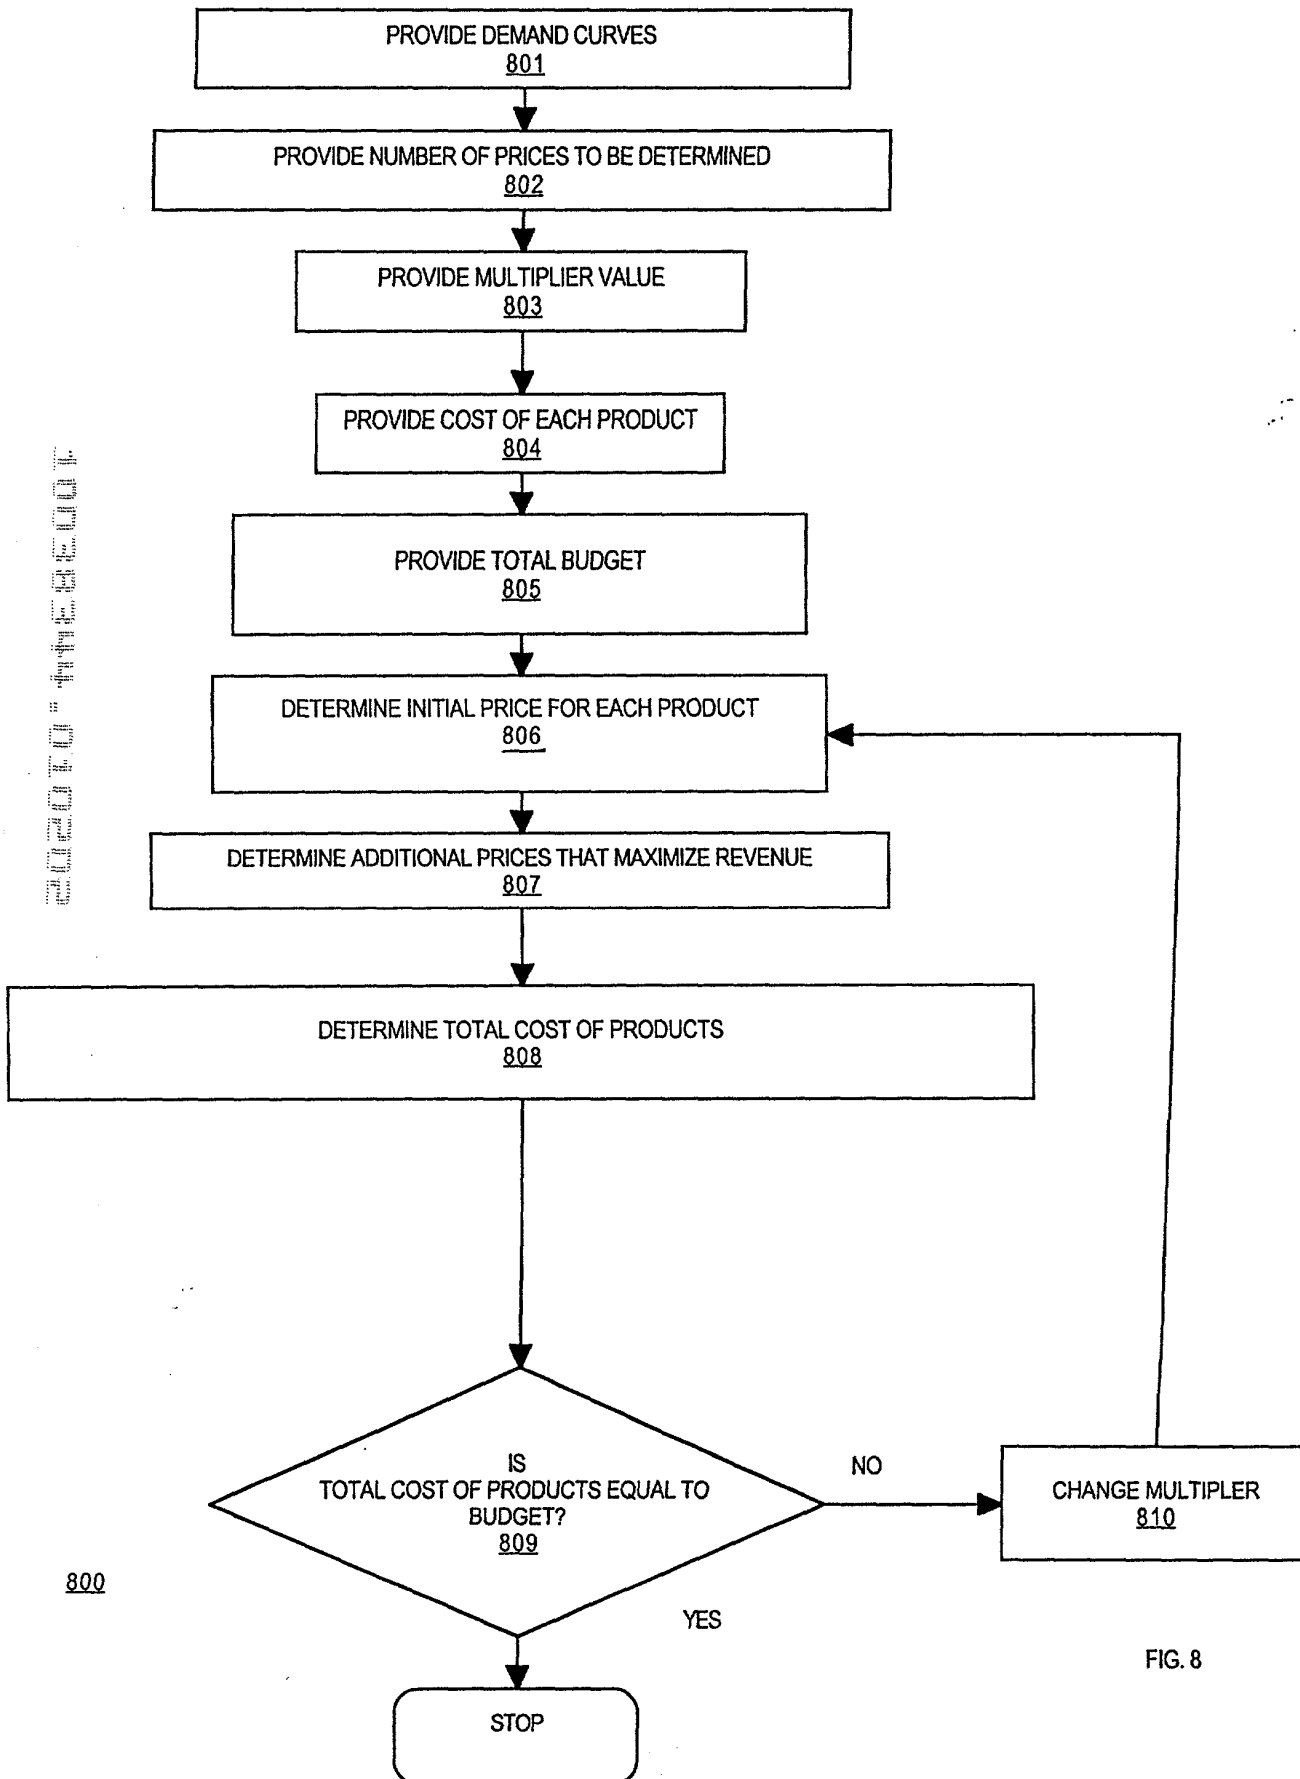 PROVIDE DEMAND CURVES
801
PROVIDE NUMBER OF PRICES TO BE DETERMINED
802
PROVIDE MULTIPLIER VALUE
803
PROVIDE COST OF EACH PRODUCT
804
PROVIDE TOTAL BUDGET
805
DETERMINE INITIAL PRICE FOR EACH PRODUCT
806
DETERMINE ADDITIONAL PRICES THAT MAXIMIZE REVENUE
807
DETERMINE TOTAL COST OF PRODUCTS
808
IS
TOTAL COST OF PRODUCTS EQUAL TO
BUDGET?
809
NO
CHANGE MULTIPLER
810
800
YES
FIG. 8
STOP